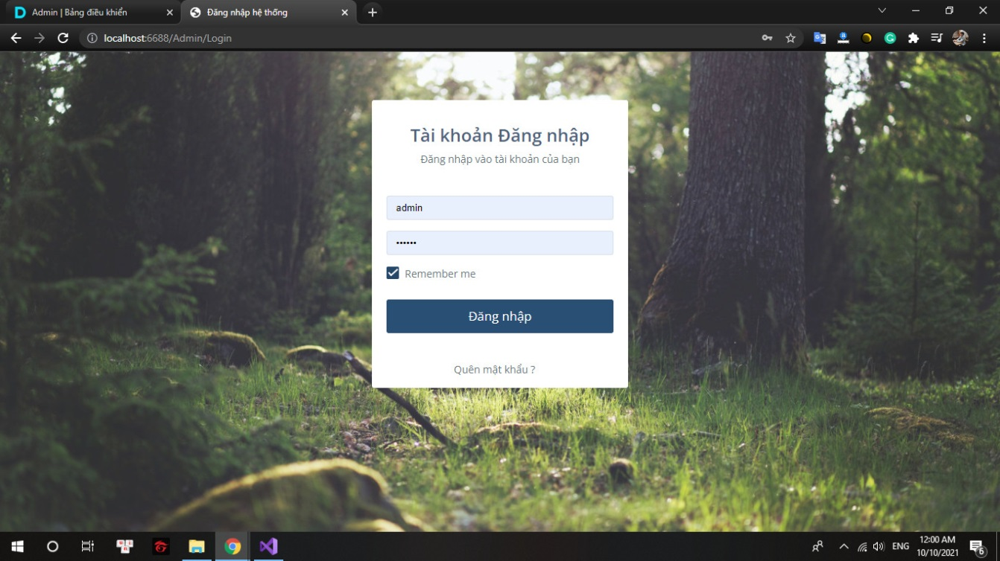 Admin | Bảng điều khiển
Đăng nhập hệ thống
localhost:6688/Admin/Login
Tài khoản Đăng nhập
Đăng nhập vào tài khoản của bạn
admin
••••••
Remember me
Đăng nhập
Quên mật khẩu ?
ENG
12:00 AM
10/10/2021
6